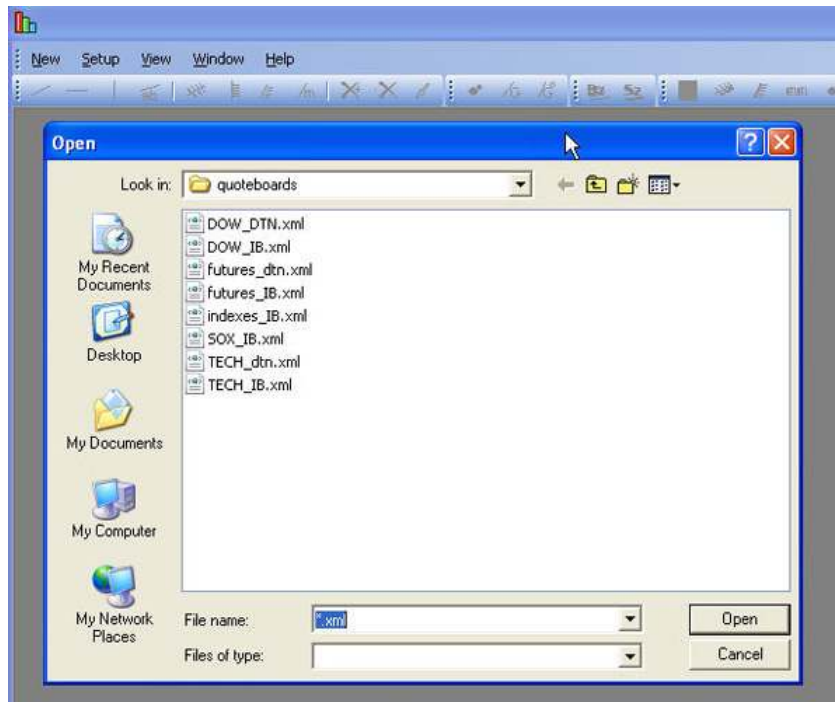 New Setup View Window Help
Open
Look in: quoteboards
DOW_DTN.xml
DOW_IB.xml
futures_dtn.xml
futures_IB.xml
indexes_IB.xml
SOX_IB.xml
TECH_dtn.xml
TECH_IB.xml
My Recent
Documents
Desktop
My Documents
My Computer
My Network
Places
File name: *.xml Open
Files of type: Cancel